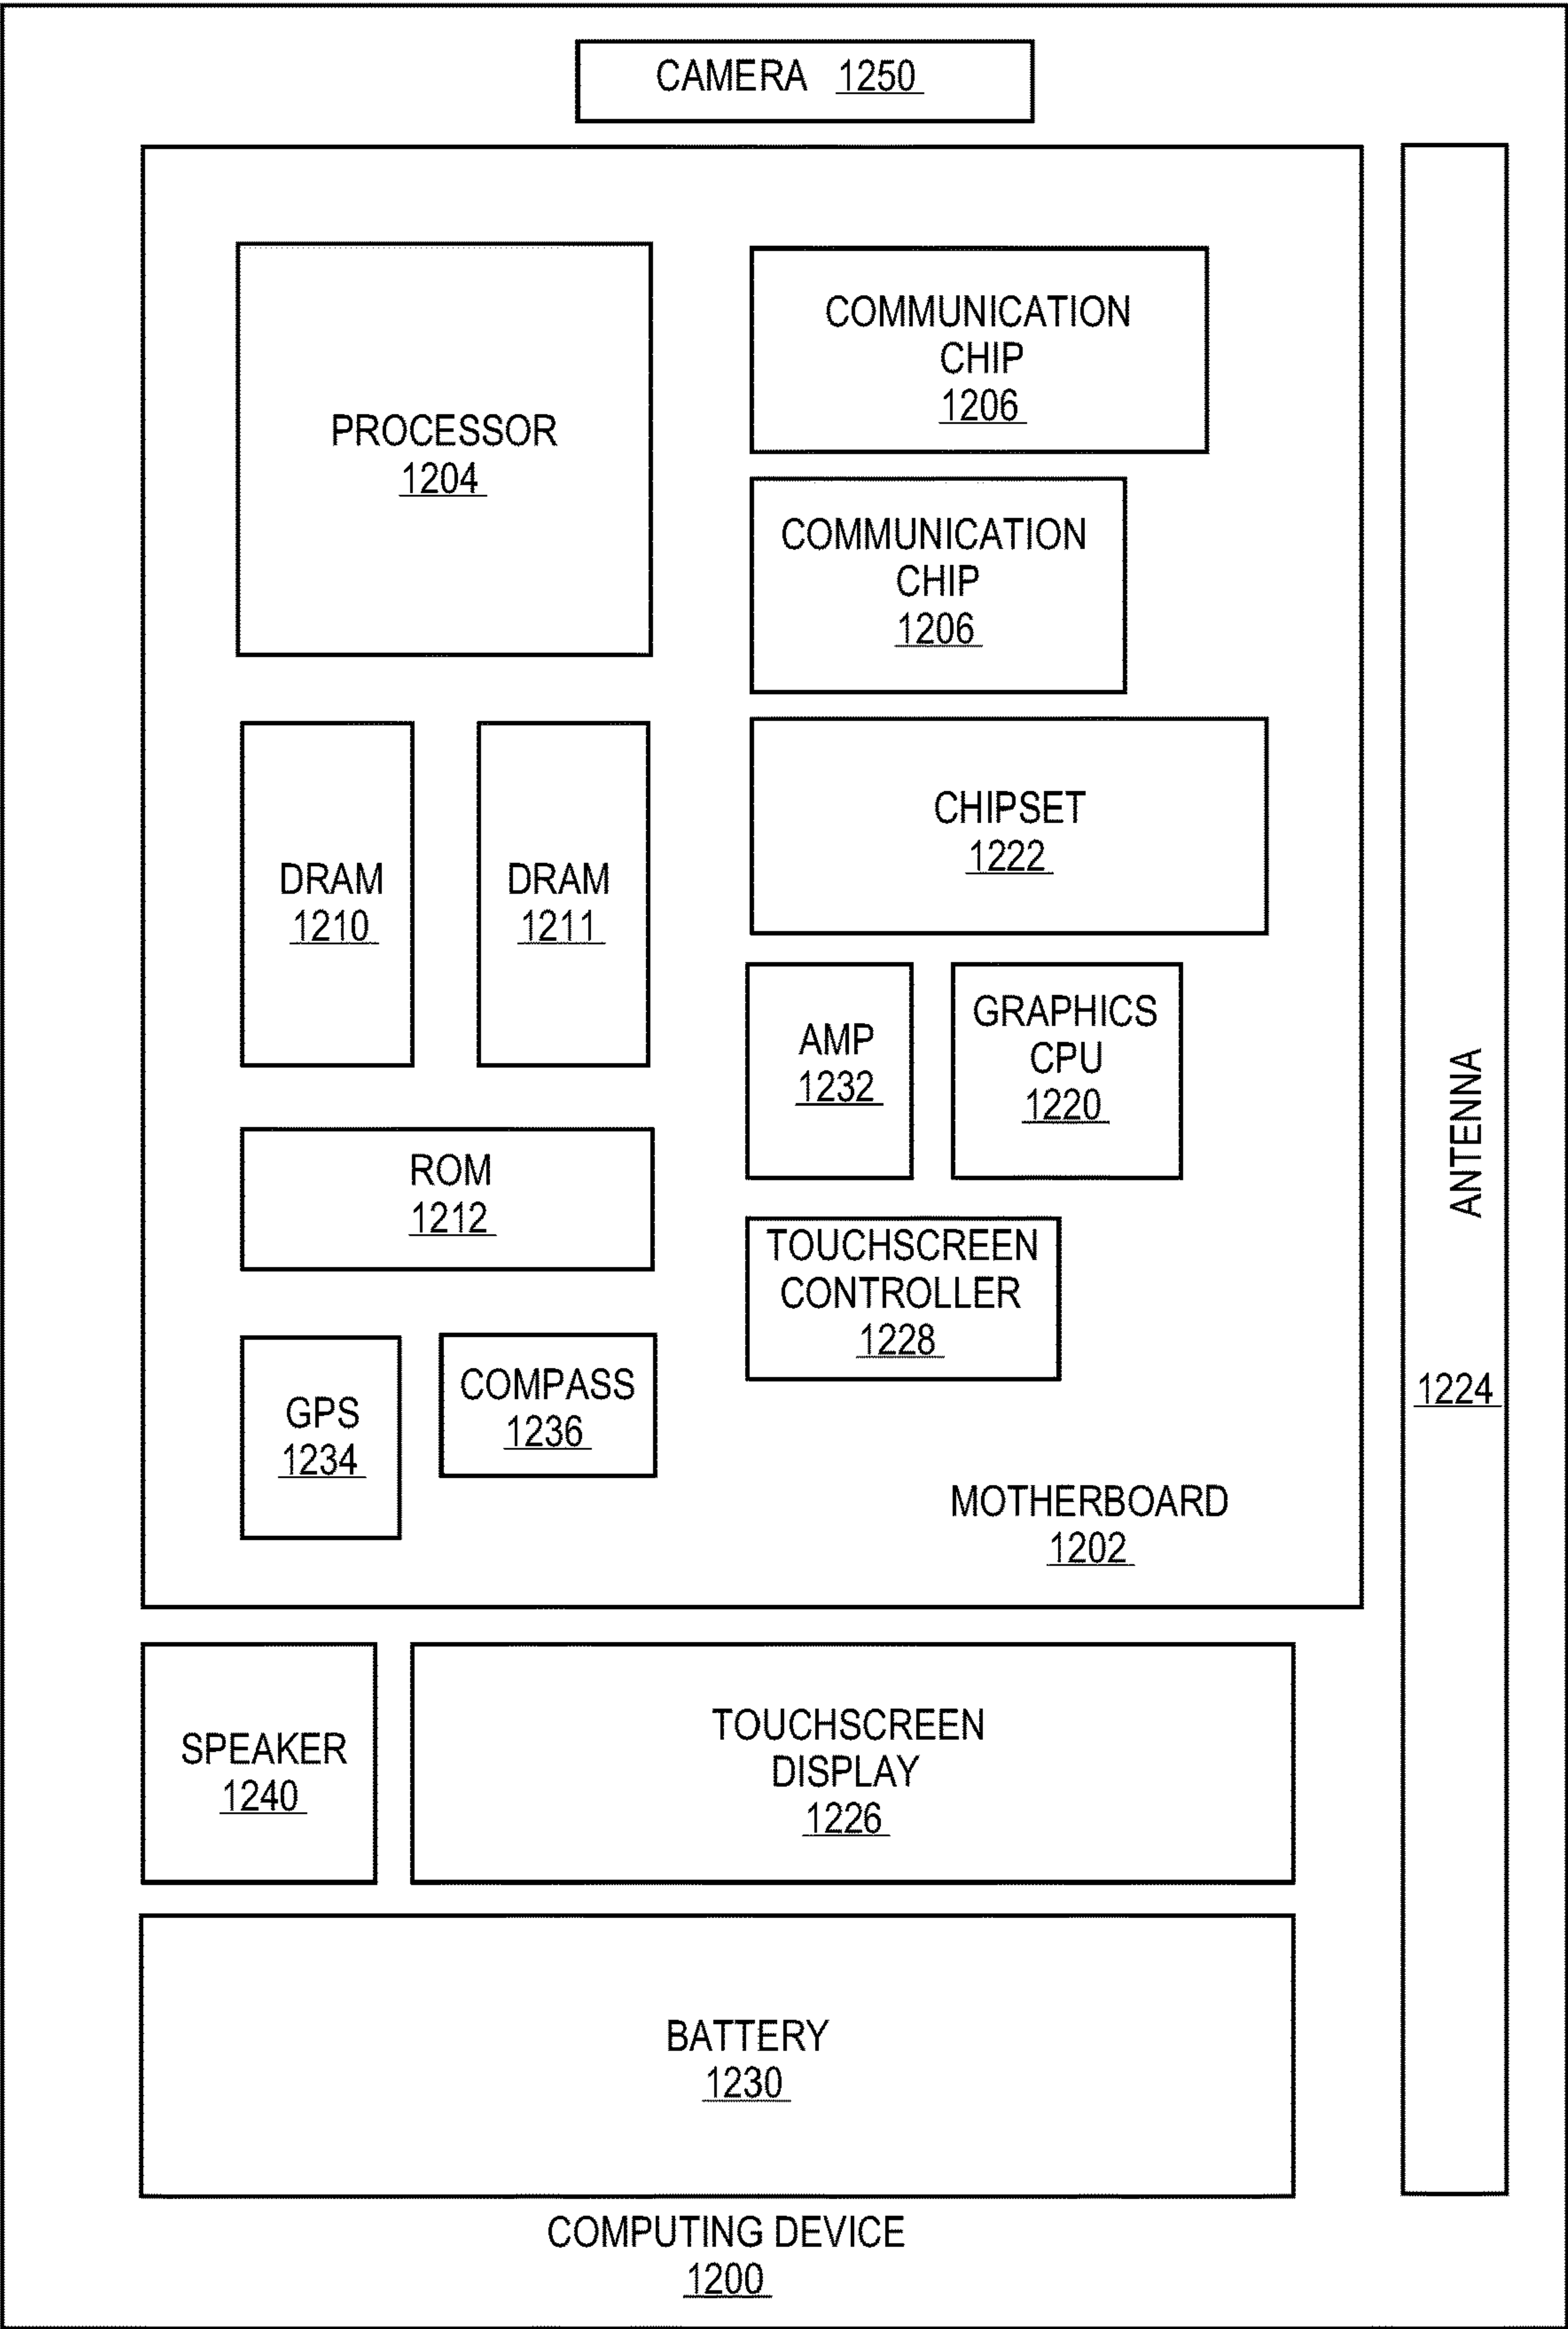 CAMERA 1250
PROCESSOR
1204
COMMUNICATION
CHIP
1206
COMMUNICATION
CHIP
1206
DRAM
1210
DRAM
1211
CHIPSET
1222
AMP
1232
GRAPHICS
CPU
1220
ROM
1212
TOUCHSCREEN
CONTROLLER
1228
GPS
1234
COMPASS
1236
MOTHERBOARD
1202
ANTENNA
1224
SPEAKER
1240
TOUCHSCREEN
DISPLAY
1226
BATTERY
1230
COMPUTING DEVICE
1200